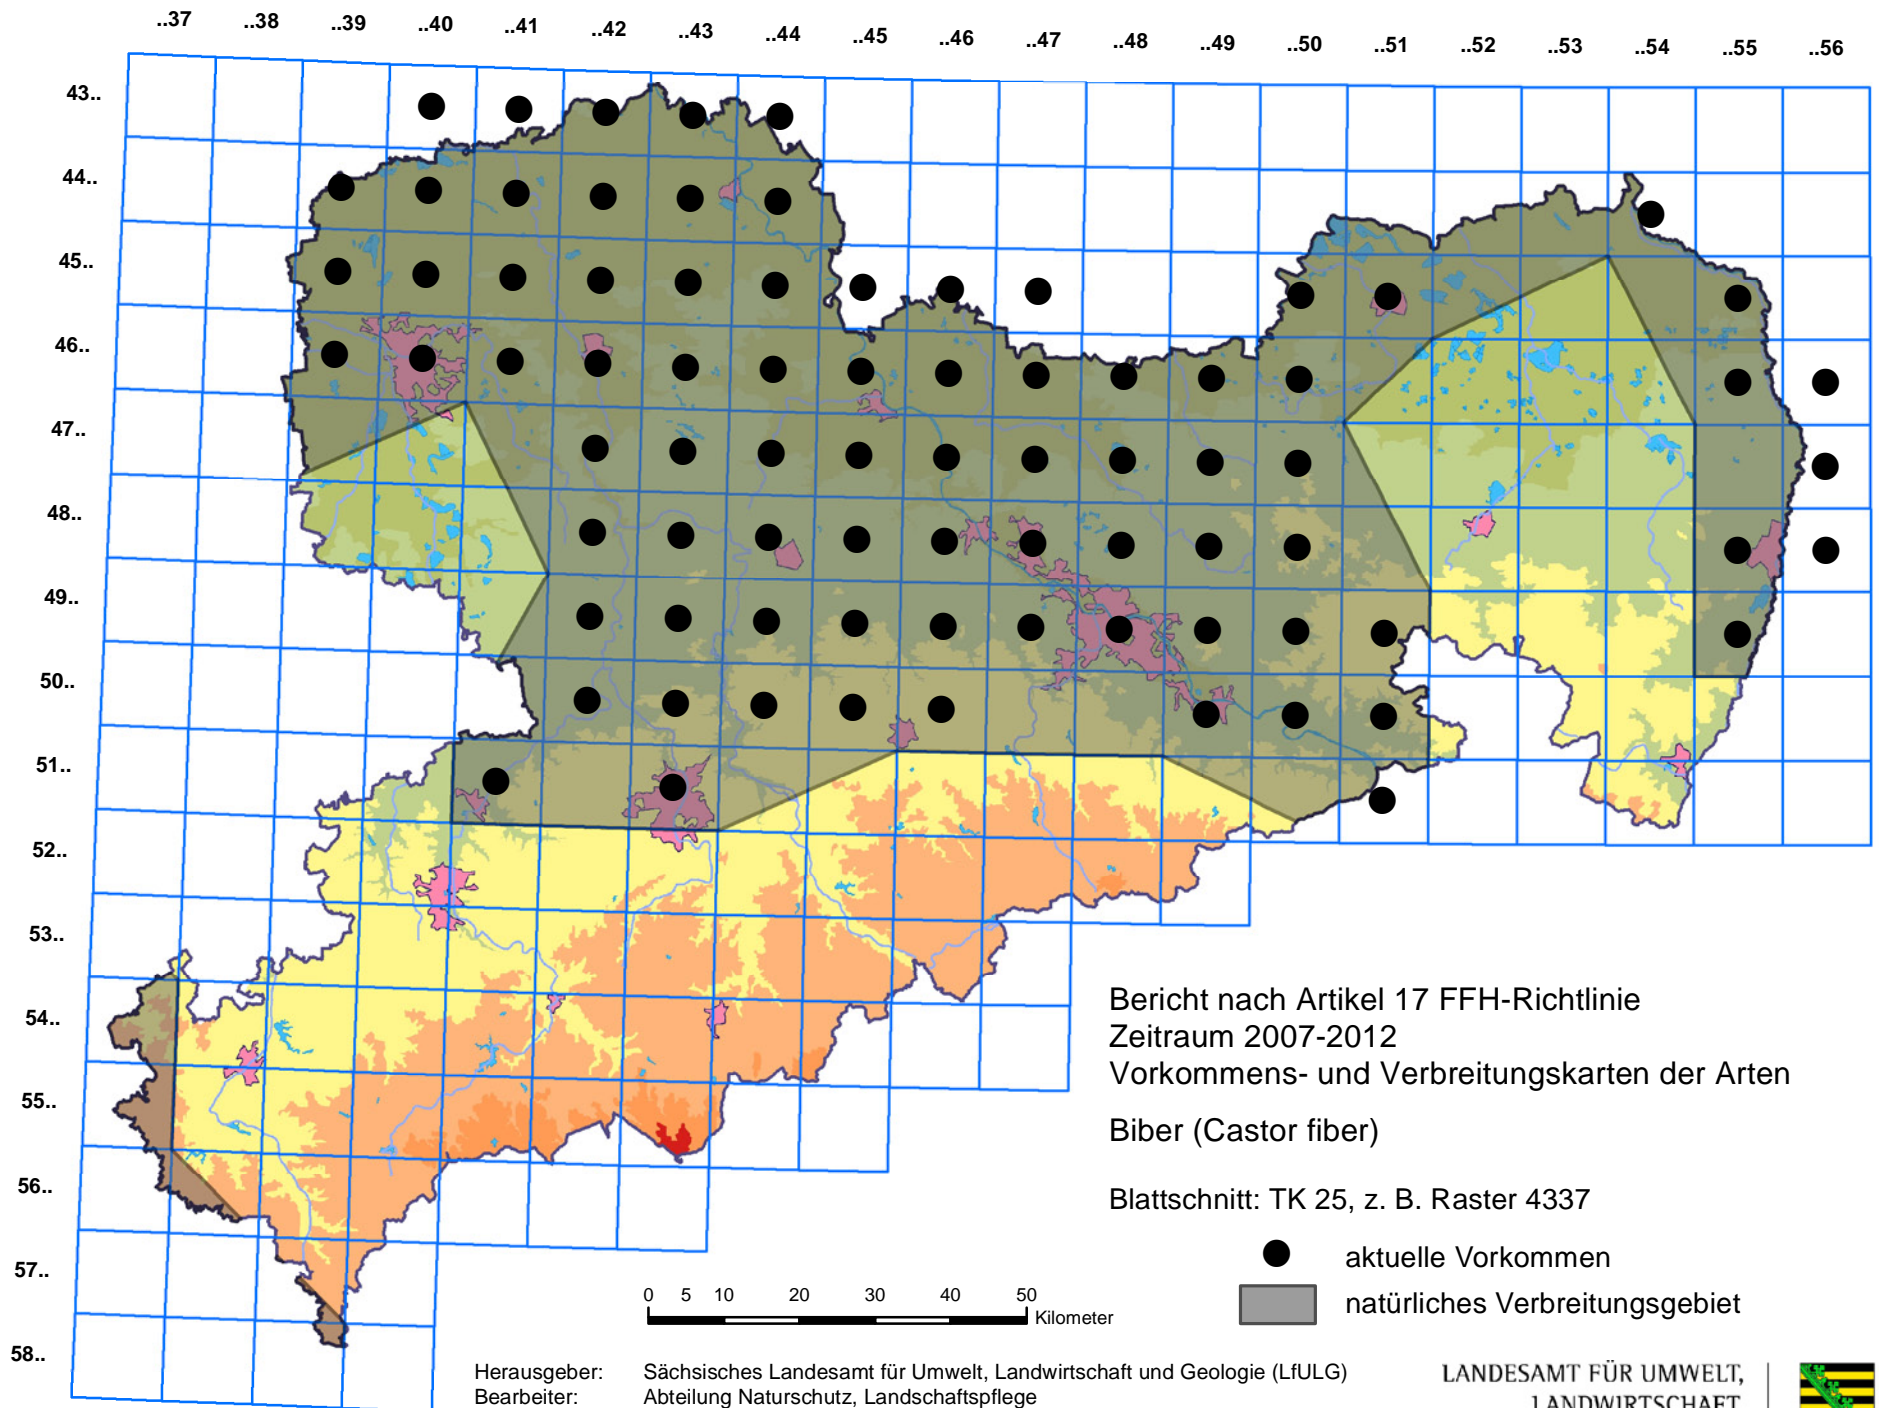 ..37 ..38 ..39 ..40 ..41 ..42 ..43 ..44 ..45 ..46 ..47 ..48 ..49 ..50 ..51 ..52 ..53 ..54 ..55 ..56
43..
44..
45..
46..
47..
48..
49..
50..
51..
52..
53..
54..
55..
56..
57..
58..
Bericht nach Artikel 17 FFH-Richtlinie
Zeitraum 2007-2012
Vorkommens- und Verbreitungskarten der Arten
Biber (Castor fiber)
Blattschnitt: TK 25, z. B. Raster 4337
aktuelle Vorkommen
natürliches Verbreitungsgebiet
0 5 10 20 30 40 50
Kilometer
Herausgeber: Sächsisches Landesamt für Umwelt, Landwirtschaft und Geologie (LfULG)
Bearbeiter: Abteilung Naturschutz, Landschaftspflege
LANDESAMT FÜR UMWELT,
LANDWIRTSCHAFT